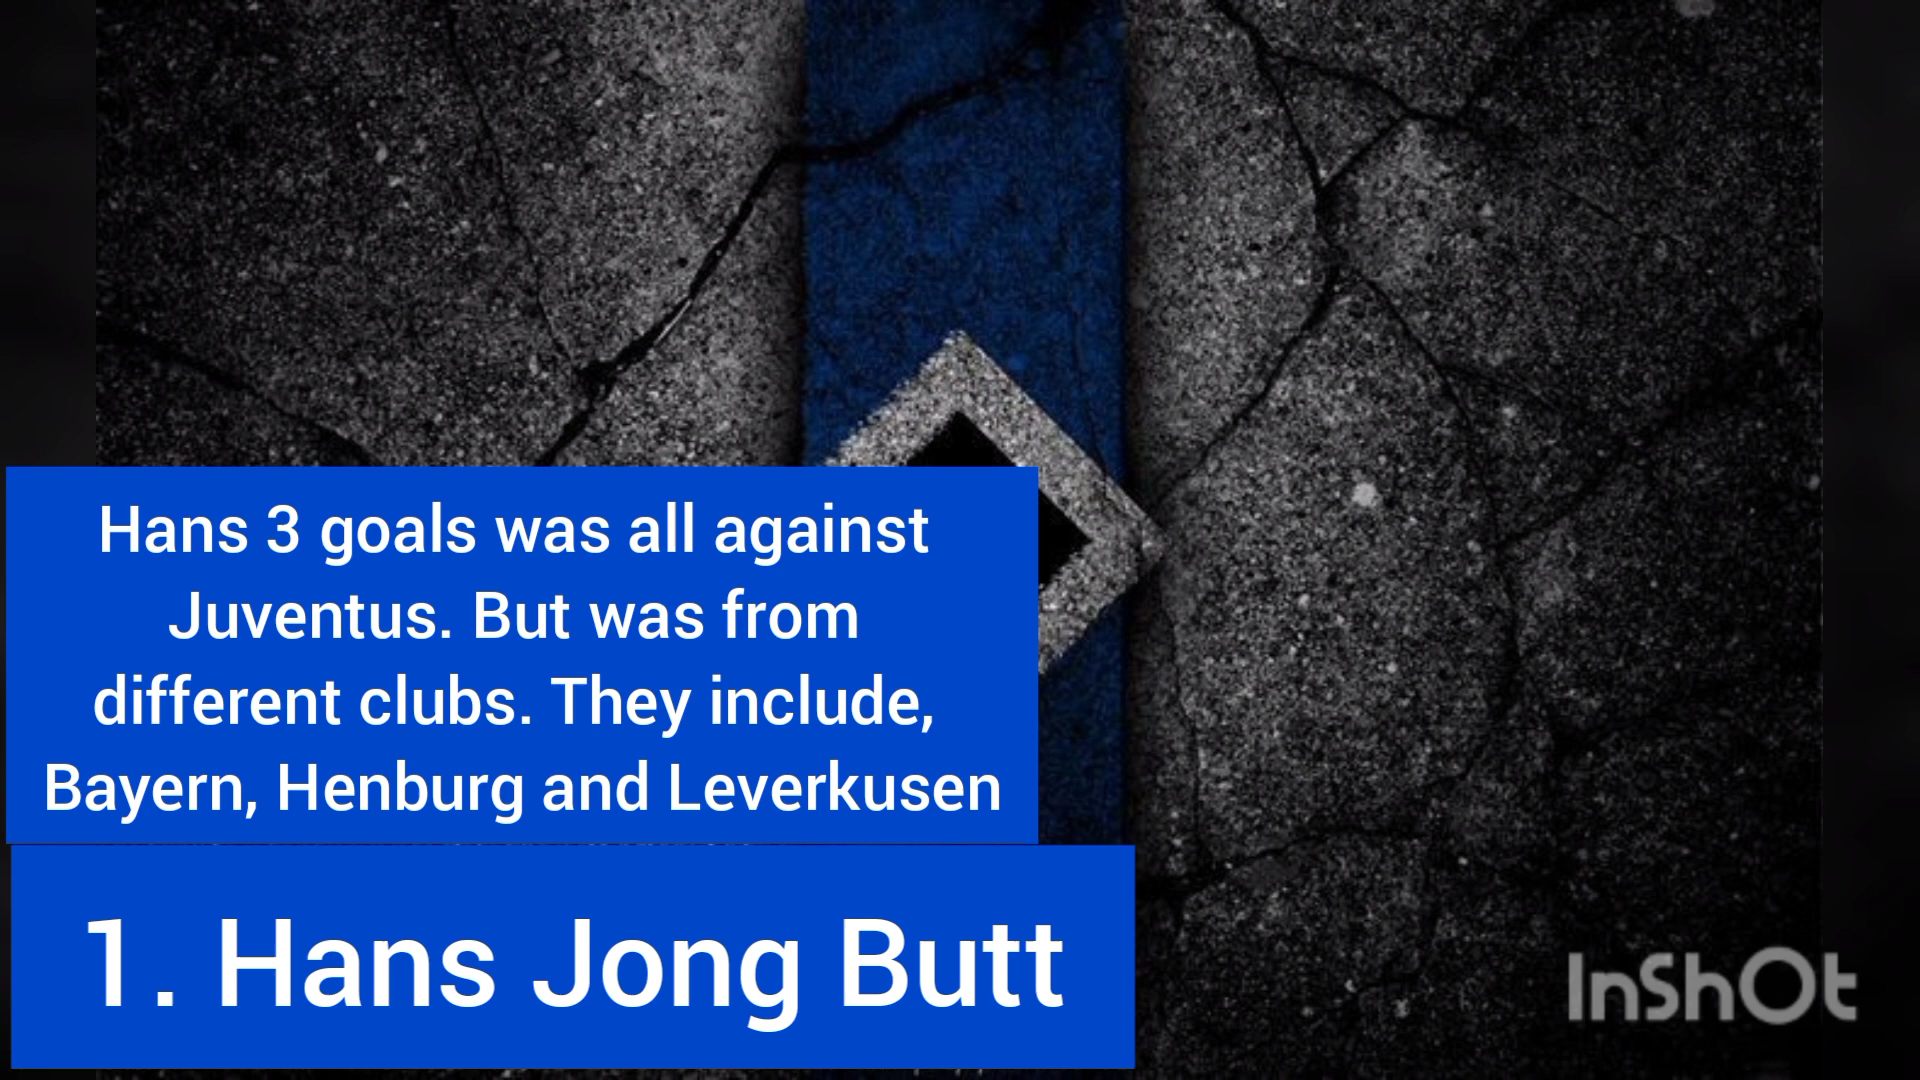 Hans 3 goals was all against
Juventus. But was from
different clubs. They include,
Bayern, Henburg and Leverkusen
1. Hans Jong Butt
InShOt